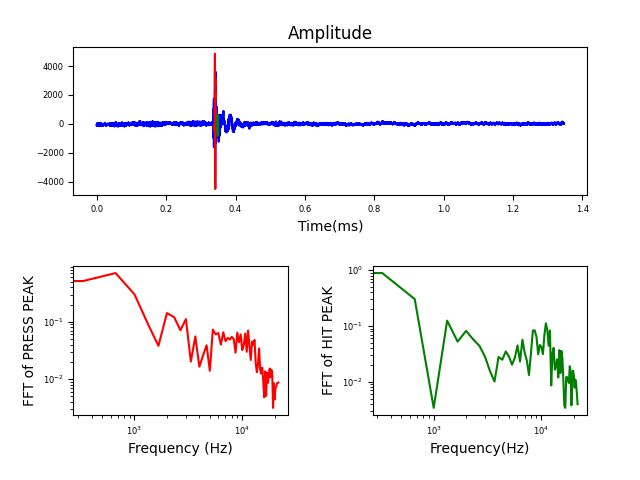 Amplitude
4000
2000
0
−2000
−4000
0.0 0.2 0.4 0.6 0.8 1.0 1.2 1.4
Time(ms)
FFT of PRESS PEAK
10⁻¹
10⁻²
10³ 10⁴
Frequency (Hz)
FFT of HIT PEAK
10⁰
10⁻¹
10⁻²
10³ 10⁴
Frequency(Hz)